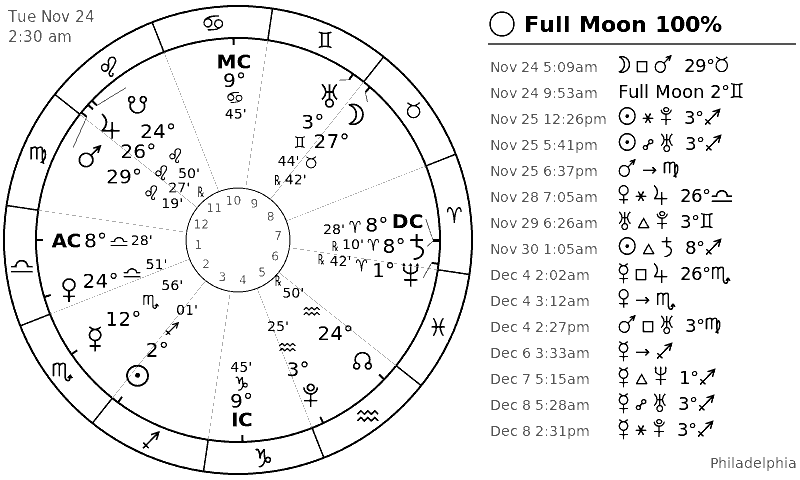 Tue Nov 24
2:30 am
○ Full Moon 100%
Nov 24 5:09am ☽ □ ♂ 29°♉
Nov 24 9:53am Full Moon 2°♊
Nov 25 12:26pm ☉ ⚹ ♇ 3°♐
Nov 25 5:41pm ☉ ☍ ♅ 3°♐
Nov 25 6:37pm ♂ → ♍
Nov 28 7:05am ♀ ⚹ ♃ 26°♎
Nov 29 6:26am ♅ △ ♇ 3°♊
Nov 30 1:05am ☉ △ ♄ 8°♐
Dec 4 2:02am ☿ □ ♃ 26°♏
Dec 4 3:12am ♀ → ♏
Dec 4 2:27pm ♂ □ ♅ 3°♍
Dec 6 3:33am ☿ → ♐
Dec 7 5:15am ☿ △ ♆ 1°♐
Dec 8 5:28am ☿ ☍ ♅ 3°♐
Dec 8 2:31pm ☿ ⚹ ♇ 3°♐
Philadelphia
♋
♊
♉
♈
♓
♒
♑
♐
♏
♎
♍
♌
MC
9°
♋
45'
♅ 3° ♊ 44' ℞
☽ 27° ♉ 42'
☋ 24° ♌ 50' ℞
♃ 26° ♌ 27'
♂ 29° ♌ 19'
28' ♈ 8° DC
℞ 10' ♈ 8° ♄
℞ 42' ♈ 1° ♆
AC 8° ♎ 28'
♀ 24° ♎ 51'
☿ 12° ♏ 56'
☉ 2° ♐ 01'
℞ 50' ♒ 24° ☊
25' ♒ 3° ♇
45'
♑
9°
IC
1
2
3
4
5
6
7
8
9
10
11
12